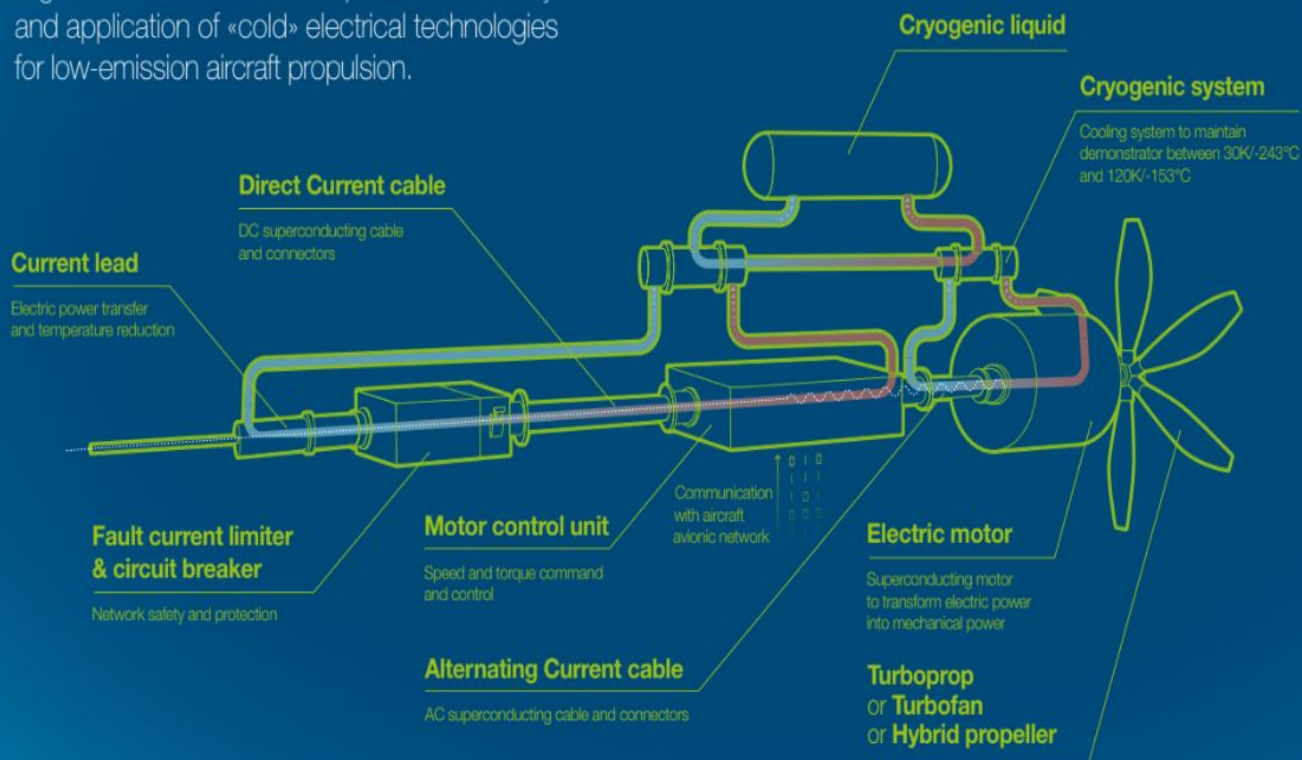 and application of «cold» electrical technologies
for low-emission aircraft propulsion.
Cryogenic liquid
Cryogenic system
Cooling system to maintain
demonstrator between 30K/-243°C
and 120K/-153°C
Direct Current cable
DC superconducting cable
and connectors
Current lead
Electric power transfer
and temperature reduction
Fault current limiter
& circuit breaker
Network safety and protection
Motor control unit
Speed and torque command
and control
Communication
with aircraft
avionic network
Electric motor
Superconducting motor
to transform electric power
into mechanical power
Alternating Current cable
AC superconducting cable and connectors
Turboprop
or Turbofan
or Hybrid propeller